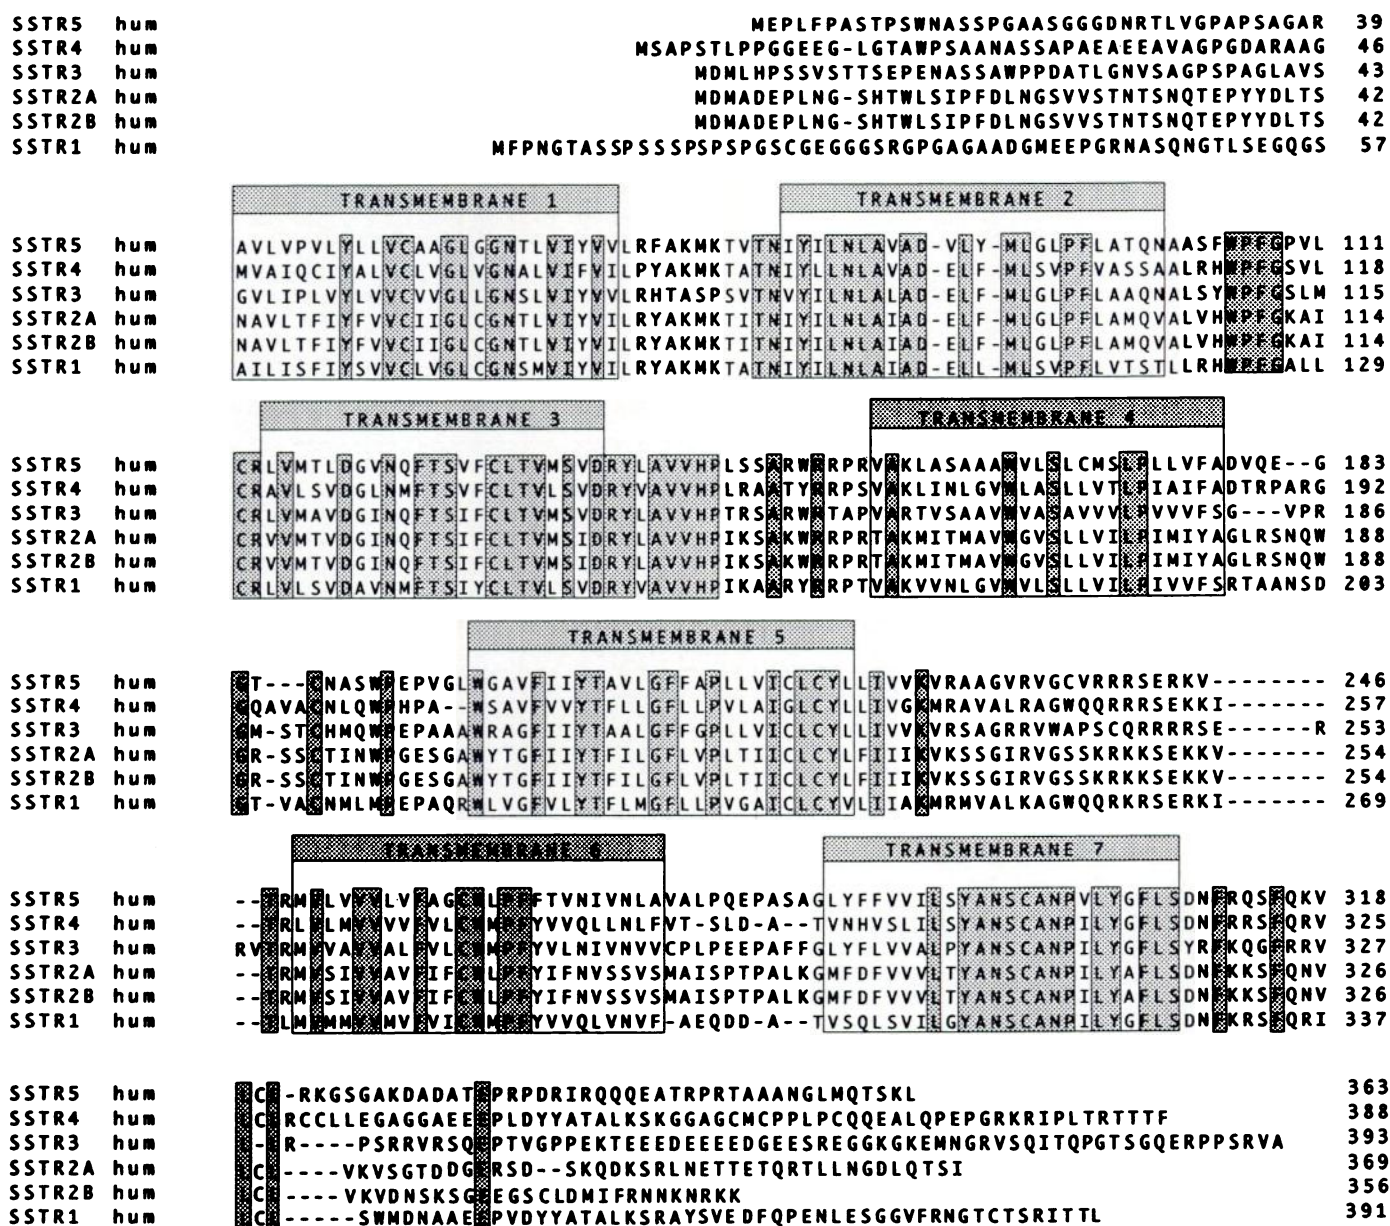 SSTR5 hum MEPLFPASTPSWNASSPGAASGGGDNRTLVGPAPSAGAR 39
SSTR4 hum MSAPSTLPPGGEEG-LGTAWPSAANASSAPAEAEEAVAGPGDARAAG 46
SSTR3 hum MDMLHPSSVSTTSEPENASSAWPPDATLGNVSAGPSPAGLAVS 43
SSTR2A hum MDMADEPLNG-SHTWLSIPFDLNGSVVSTNTSNQTEPYYDLTS 42
SSTR2B hum MDMADEPLNG-SHTWLSIPFDLNGSVVSTNTSNQTEPYYDLTS 42
SSTR1 hum MFPNGTASSPSSSPSPSPGSCGEGGGSRGPGAGAADGMEEPGRNASQNGTLSEGQGS 57
TRANSMEMBRANE 1 TRANSMEMBRANE 2
SSTR5 hum AVLVPVLYLLVCAAGLGGNTLVIYVVLRFAKMKTVTNIYILNLAVAD-VLY-MLGLPFLATQNAASFWPFGPVL 111
SSTR4 hum MVAIQCIYALVCLVGLVGNALVIFVILPYAKMKTATNIYLLNLAVAD-ELF-MLSVPFVASSAALRHWPFGSVL 118
SSTR3 hum GVLIPLVYLVVCVVGLLGNSLVIYVVLRHTASPSVTNVYILNLALAD-ELF-MLGLPFLAAQNALSYWPFGSLM 115
SSTR2A hum NAVLTFIYFVVCIIGLCGNTLVIYVILRYAKMKTITNIYILNLAIAD-ELF-MLGLPFLAMQVALVHWPFGKAI 114
SSTR2B hum NAVLTFIYFVVCIIGLCGNTLVIYVILRYAKMKTITNIYILNLAIAD-ELF-MLGLPFLAMQVALVHWPFGKAI 114
SSTR1 hum AILISFIYSVVCLVGLCGNSMVIYVILRYAKMKTATNIYILNLAIAD-ELL-MLSVPFLVTSTLLRHWPFGALL 129
TRANSMEMBRANE 3 TRANSMEMBRANE 4
SSTR5 hum CRLVMTLDGVNQFTSVFCLTVMSVDRYLAVVHPLSSARWRRPRVAKLASAAAWVLSLCMSLPLLVFADVQE--G 183
SSTR4 hum CRAVLSVDGLNMFTSVFCLTVLSVDRYVAVVHPLRAATYRRPSVAKLINLGVWLASLLVTLPIAIFADTRPARG 192
SSTR3 hum CRLVMAVDGINQFTSIFCLTVMSVDRYLAVVHPTRSARWRTAPVARTVSAAVWVASAVVVLPVVVFSG---VPR 186
SSTR2A hum CRVVMTVDGINQFTSIFCLTVMSIDRYLAVVHPIKSAKWRRPRTAKMITMAVWGVSLLVILPIMIYAGLRSNQW 188
SSTR2B hum CRVVMTVDGINQFTSIFCLTVMSIDRYLAVVHPIKSAKWRRPRTAKMITMAVWGVSLLVILPIMIYAGLRSNQW 188
SSTR1 hum CRLVLSVDAVNMFTSIYCLTVLSVDRYVAVVHPIKAARYRRPTVAKVVNLGVWVLSLLVILPIVVFSRTAANSD 203
TRANSMEMBRANE 5
SSTR5 hum GT---CNASWPEPVGLWGAVFIIYTAVLGFFAPLLVICLCYLLIVVKVRAAGVRVGCVRRRSERKV-------- 246
SSTR4 hum GQAVACNLQWPHPA--WSAVFVVYTFLLGFLLPVLAIGLCYLLIVGKMRAVALRAGWQQRRRSEKKI------- 257
SSTR3 hum GM-STCHMQWPEPAAAWRAGFIIYTAALGFFGPLLVICLCYLLIVVKVRSAGRRVWAPSCQRRRRSE------R 253
SSTR2A hum GR-SSCTINWPGESGAWYTGFIIYTFILGFLVPLTIICLCYLFIIIKVKSSGIRVGSSKRKKSEKKV------- 254
SSTR2B hum GR-SSCTINWPGESGAWYTGFIIYTFILGFLVPLTIICLCYLFIIIKVKSSGIRVGSSKRKKSEKKV------- 254
SSTR1 hum GT-VACNMLMPEPAQRWLVGFVLYTFLMGFLLPVGAICLCYVLIIAKMRMVALKAGWQQRKRSERKI------- 269
TRANSMEMBRANE 6 TRANSMEMBRANE 7
SSTR5 hum --TRMVLVVVLVFAGCWLPFFTVNIVNLAVALPQEPASAGLYFFVVILSYANSCANPVLYGFLSDNFRQSFQKV 318
SSTR4 hum --TRLVLMVVVVFVLCWMPFYVVQLLNLFVT-SLD-A--TVNHVSLILSYANSCANPILYGFLSDNFRRSFQRV 325
SSTR3 hum RVTRMVVAVVALFVLCWMPFYVLNIVNVVCPLPEEPAFFGLYFLVVALPYANSCANPILYGFLSYRFKQGFRRV 327
SSTR2A hum --TRMVSIVVAVFIFCWLPFYIFNVSSVSMAISPTPALKGMFDFVVVLTYANSCANPILYAFLSDNFKKSFQNV 326
SSTR2B hum --TRMVSIVVAVFIFCWLPFYIFNVSSVSMAISPTPALKGMFDFVVVLTYANSCANPILYAFLSDNFKKSFQNV 326
SSTR1 hum --TLMVMMVVMVFVICWMPFYVVQLVNVF-AEQDD-A--TVSQLSVILGYANSCANPILYGFLSDNFKRSFQRI 337
SSTR5 hum LCL-RKGSGAKDADATEPRPDRIRQQQEATRPRTAAANGLMQTSKL 363
SSTR4 hum LCLRCCLLEGAGGAEEEPLDYYATALKSKGGAGCMCPPLPCQQEALQPEPGRKRIPLTRTTTF 388
SSTR3 hum L-LR----PSRRVRSQEPTVGPPEKTEEEDEEEEDGEESREGGKGKEMNGRVSQITQPGTSGQERPPSRVA 393
SSTR2A hum LCL----VKVSGTDDGERSD--SKQDKSRLNETTETQRTLLNGDLQTSI 369
SSTR2B hum LCL----VKVDNSKSGEEGSCLDMIFRNNKNRKK 356
SSTR1 hum LCL-----SWMDNAAEEPVDYYATALKSRAYSVEDFQPENLESGGVFRNGTCTSRITTL 391